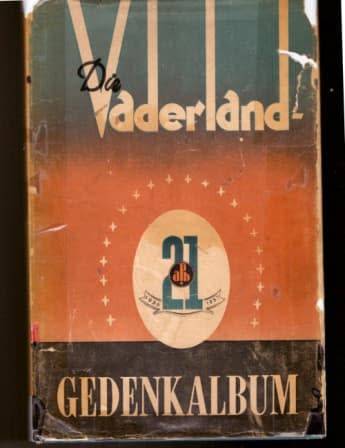 Die
Vaderland-
21
GEDENKALBUM